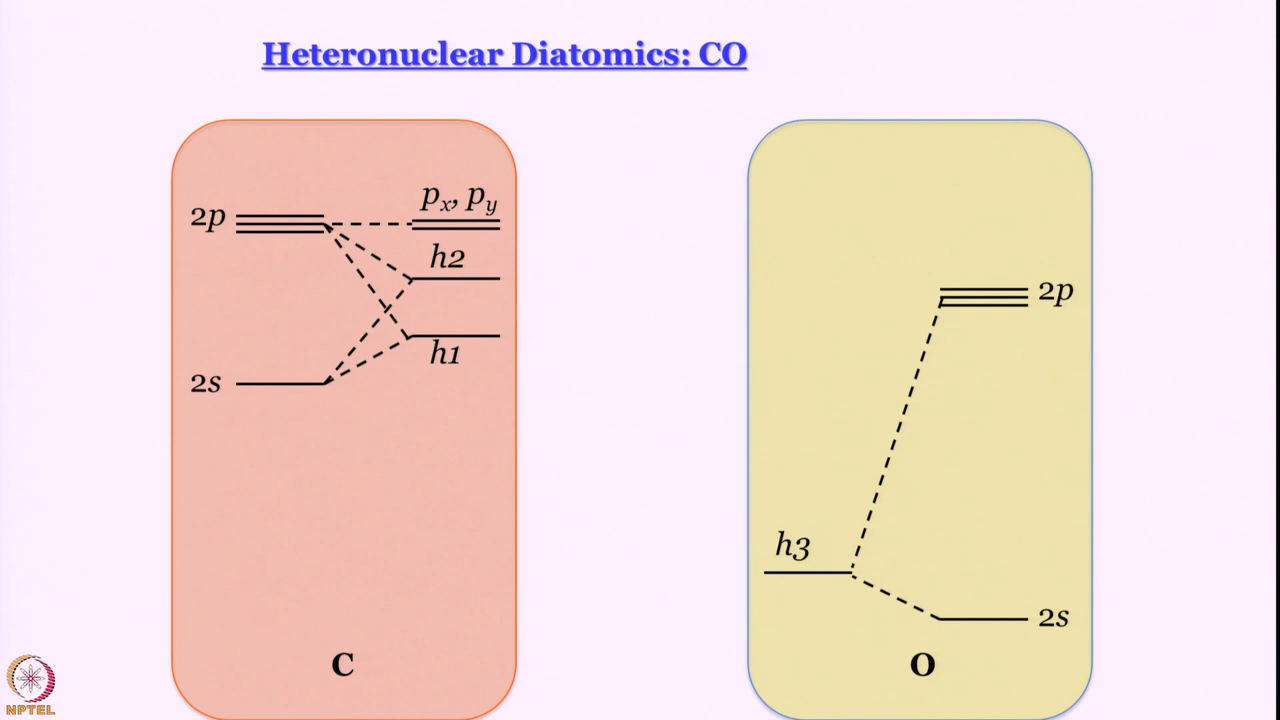 Heteronuclear Diatomics: CO
2p
px, py
h2
h1
2s
C
2p
h3
2s
O
NPTEL